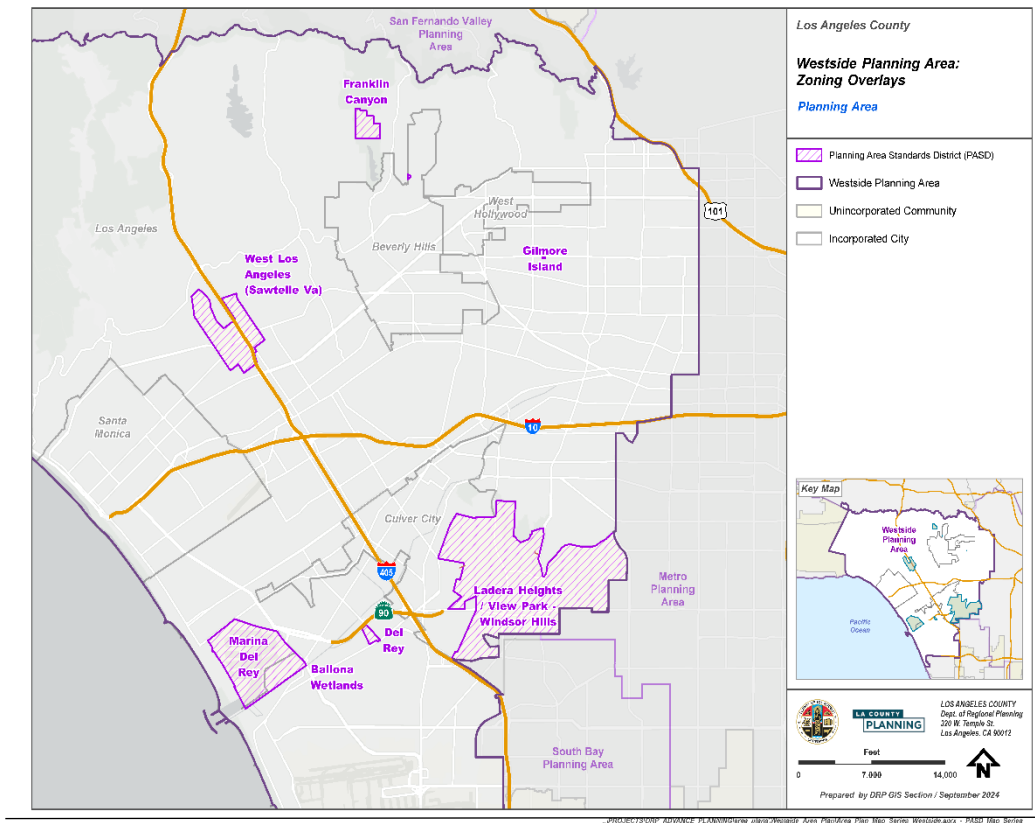 San Fernando Valley
Planning
Area
Franklin
Canyon
Los Angeles
West
Hollywood
Beverly Hills
101
West Los
Angeles
(Sawtelle Va)
Gilmore
Island
Santa
Monica
10
Culver City
405
90
Ladera Heights
/ View Park -
Windsor Hills
Metro
Planning
Area
Marina
Del
Rey
Del
Rey
Ballona
Wetlands
South Bay
Planning Area
Los Angeles County
Westside Planning Area:
Zoning Overlays
Planning Area
Planning Area Standards District (PASD)
Westside Planning Area
Unincorporated Community
Incorporated City
Key Map
Westside
Planning
Area
Pacific
Ocean
LA COUNTY
PLANNING
LOS ANGELES COUNTY
Dept. of Regional Planning
320 W. Temple St.
Los Angeles, CA 90012
Feet
0 7,000 14,000
N
Prepared by DRP GIS Section / September 2024